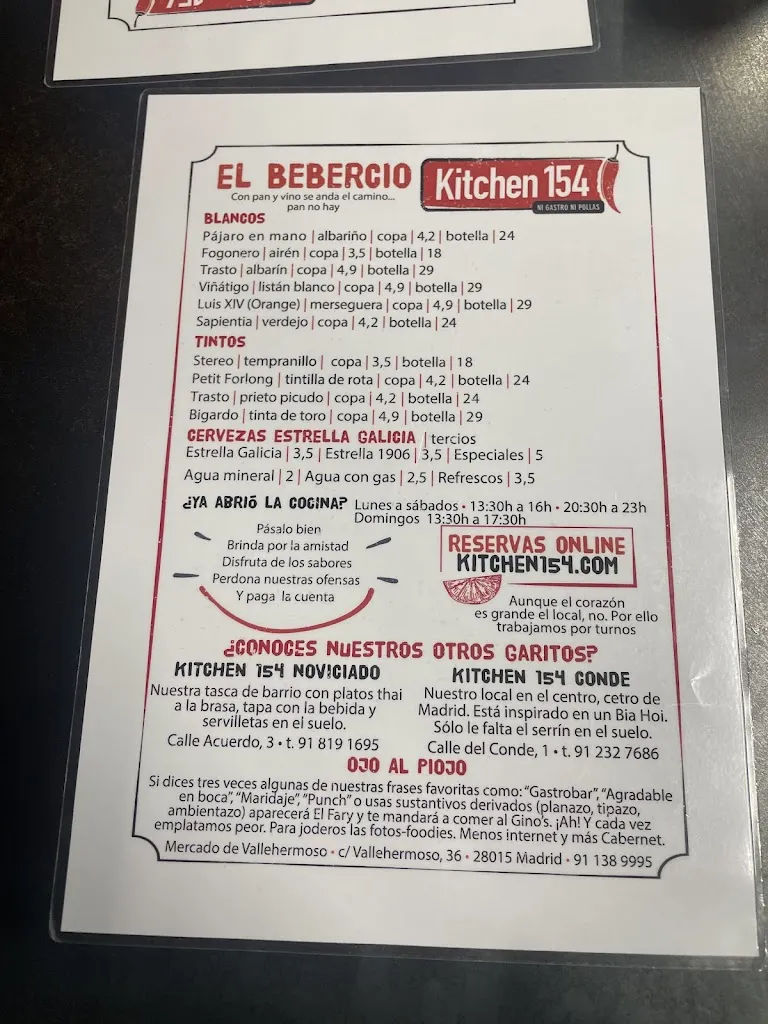 EL BEBERCIO
Con pan y vino se anda el camino...
pan no hay
Kitchen 154
NI GASTRO NI POLLAS
BLANCOS
Pájaro en mano | albariño | copa | 4,2 | botella | 24
Fogonero | airén | copa | 3,5 | botella | 18
Trasto | albarín | copa | 4,9 | botella | 29
Viñátigo | listán blanco | copa | 4,9 | botella | 29
Luis XIV (Orange) | merseguera | copa | 4,9 | botella | 29
Sapientia | verdejo | copa | 4,2 | botella | 24
TINTOS
Stereo | tempranillo | copa | 3,5 | botella | 18
Petit Forlong | tintilla de rota | copa | 4,2 | botella | 24
Trasto | prieto picudo | copa | 4,2 | botella | 24
Bigardo | tinta de toro | copa | 4,9 | botella | 29
CERVEZAS ESTRELLA GALICIA | tercios
Estrella Galicia | 3,5 | Estrella 1906 | 3,5 | Especiales | 5
Agua mineral | 2 | Agua con gas | 2,5 | Refrescos | 3,5
¿YA ABRIÓ LA COCINA? Lunes a sábados • 13:30h a 16h • 20:30h a 23h
Domingos 13:30h a 17:30h
Pásalo bien
Brinda por la amistad
Disfruta de los sabores
Perdona nuestras ofensas
Y paga la cuenta
RESERVAS ONLINE
KITCHEN154.COM
Aunque el corazón
es grande el local, no. Por ello
trabajamos por turnos
¿CONOCES NUESTROS OTROS GARITOS?
KITCHEN 154 NOVICIADO
Nuestra tasca de barrio con platos thai
a la brasa, tapa con la bebida y
servilletas en el suelo.
Calle Acuerdo, 3 • t. 91 819 1695
KITCHEN 154 CONDE
Nuestro local en el centro, cetro de
Madrid. Está inspirado en un Bia Hoi.
Sólo le falta el serrín en el suelo.
Calle del Conde, 1 • t. 91 232 7686
OJO AL PIOJO
Si dices tres veces algunas de nuestras frases favoritas como: "Gastrobar", "Agradable
en boca", "Maridaje", "Punch" o usas sustantivos derivados (planazo, tipazo,
ambientazo) aparecerá El Fary y te mandará a comer al Gino's. ¡Ah! Y cada vez
emplatamos peor. Para joderos las fotos-foodies. Menos internet y más Cabernet.
Mercado de Vallehermoso • c/ Vallehermoso, 36 • 28015 Madrid • 91 138 9995